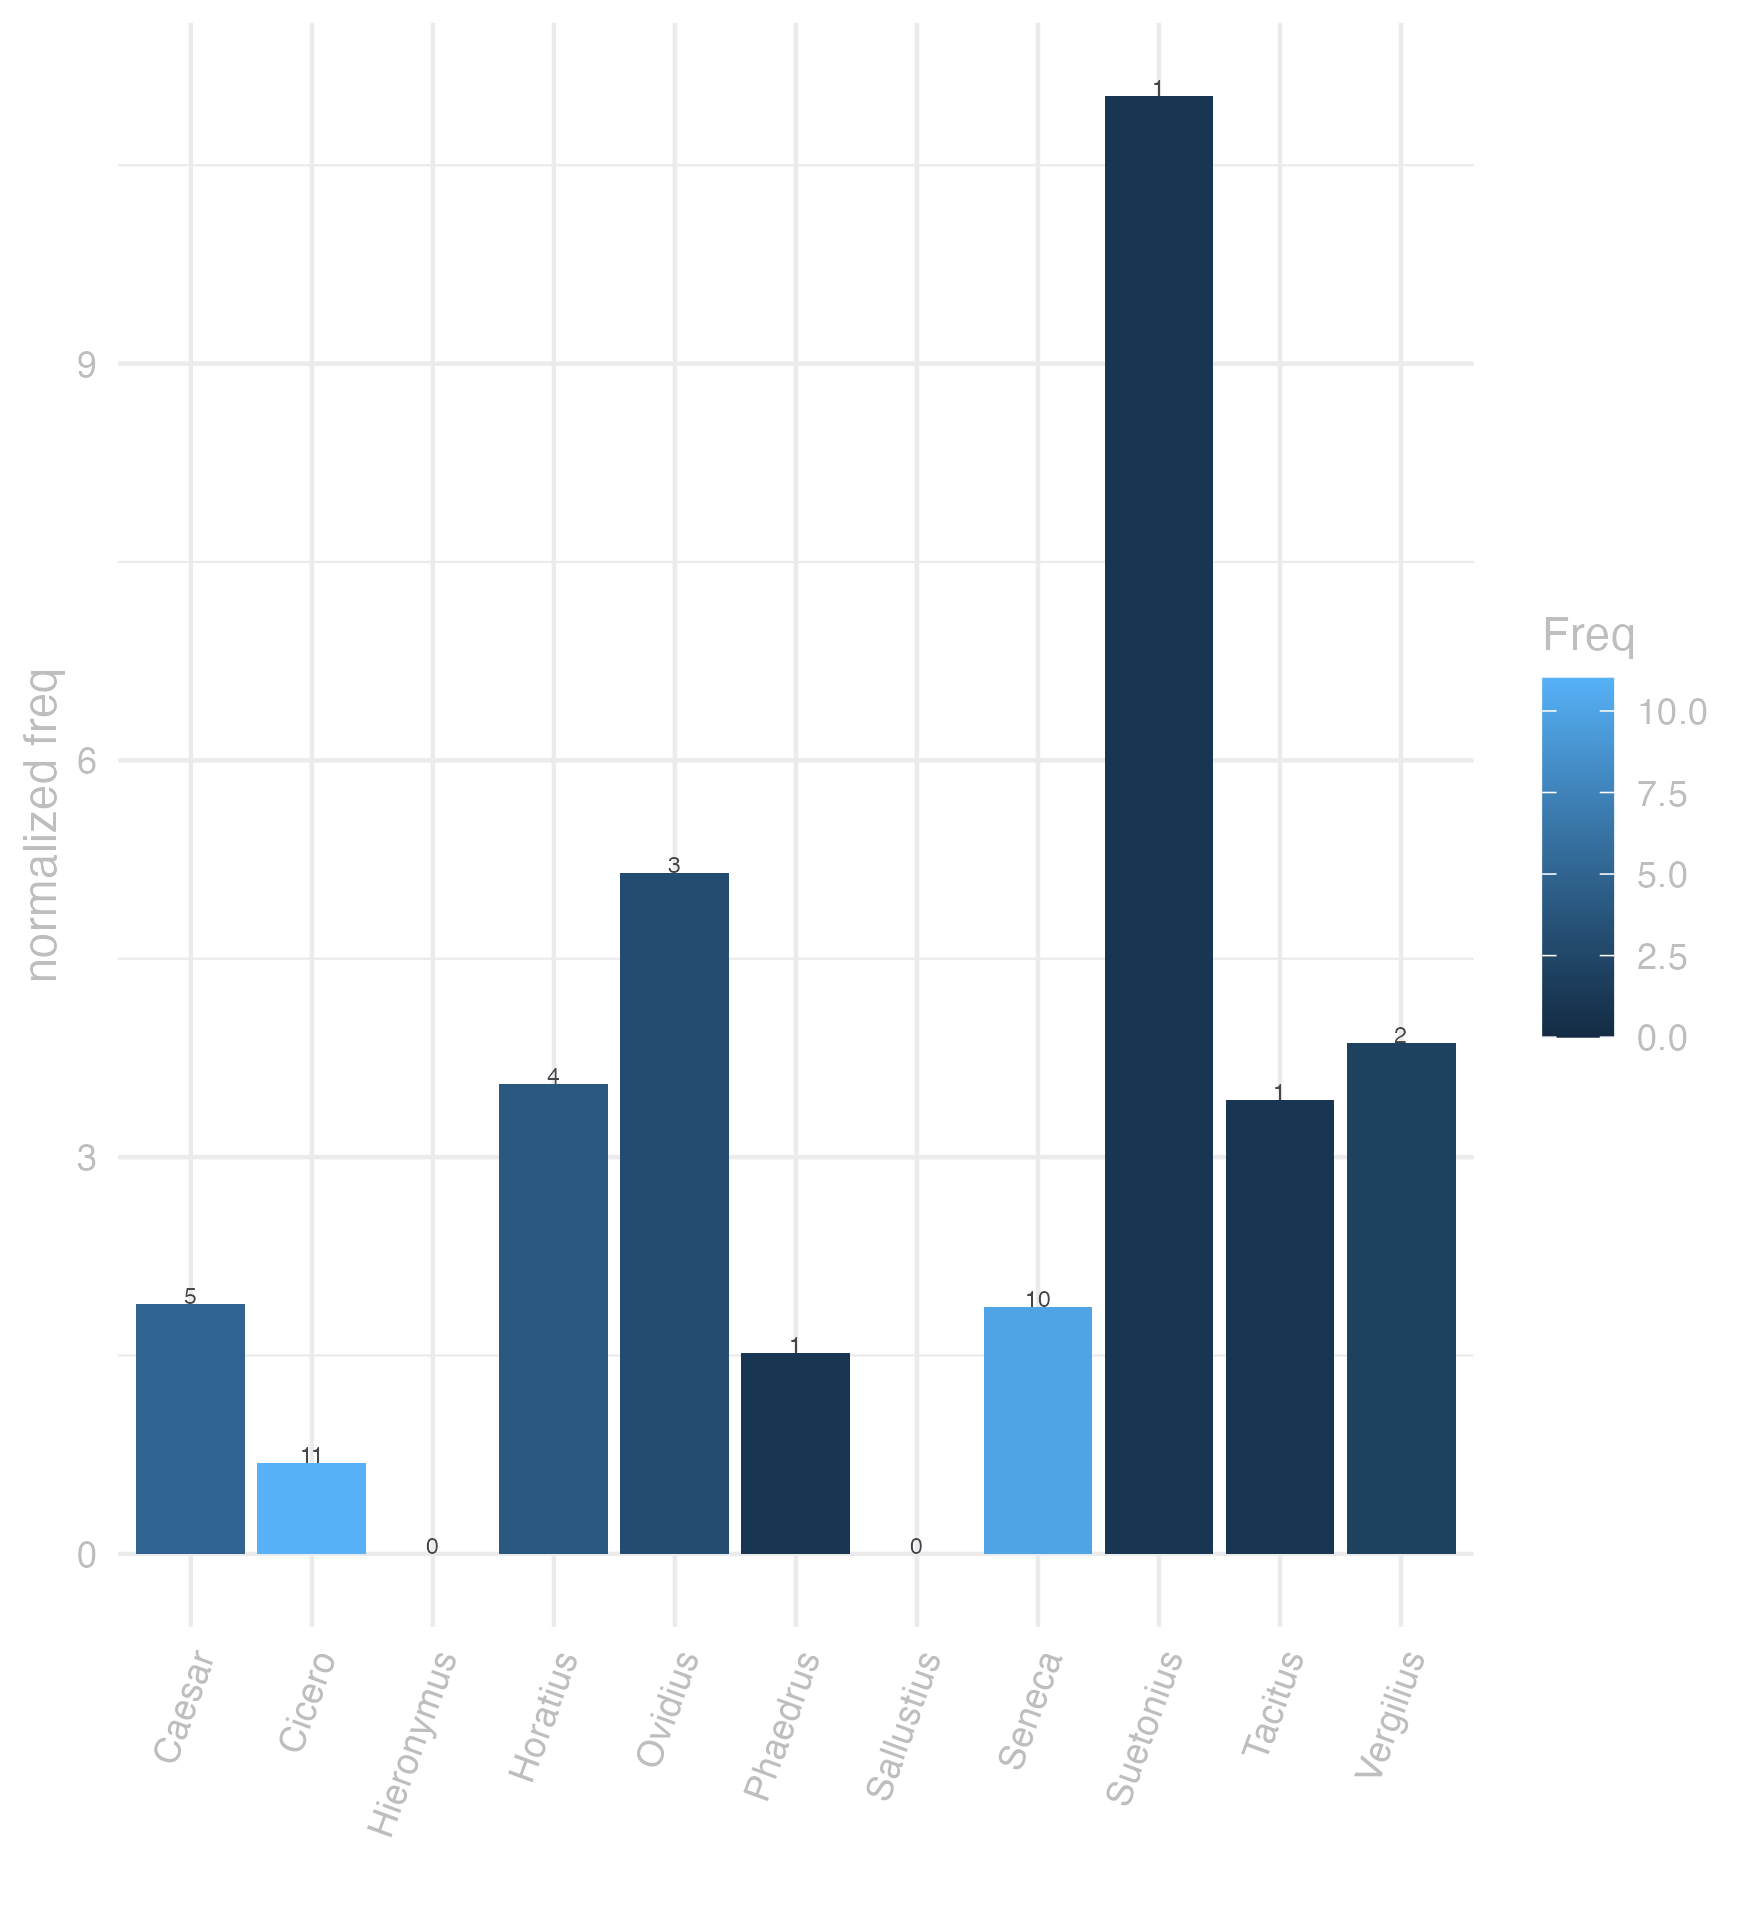 normalized freq
9
6
3
0
5
11
0
4
3
1
0
10
1
1
2
Caesar
Cicero
Hieronymus
Horatius
Ovidius
Phaedrus
Sallustius
Seneca
Suetonius
Tacitus
Vergilius
Freq
10.0
7.5
5.0
2.5
0.0